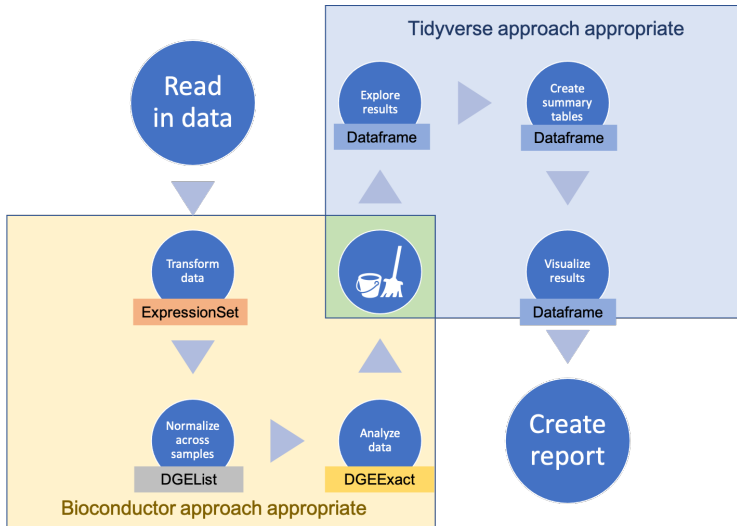 Tidyverse approach appropriate
Read
in data
Explore
results
Dataframe
Create
summary
tables
Dataframe
Transform
data
ExpressionSet
Visualize
results
Dataframe
Normalize
across
samples
DGEList
Analyze
data
DGEExact
Create
report
Bioconductor approach appropriate